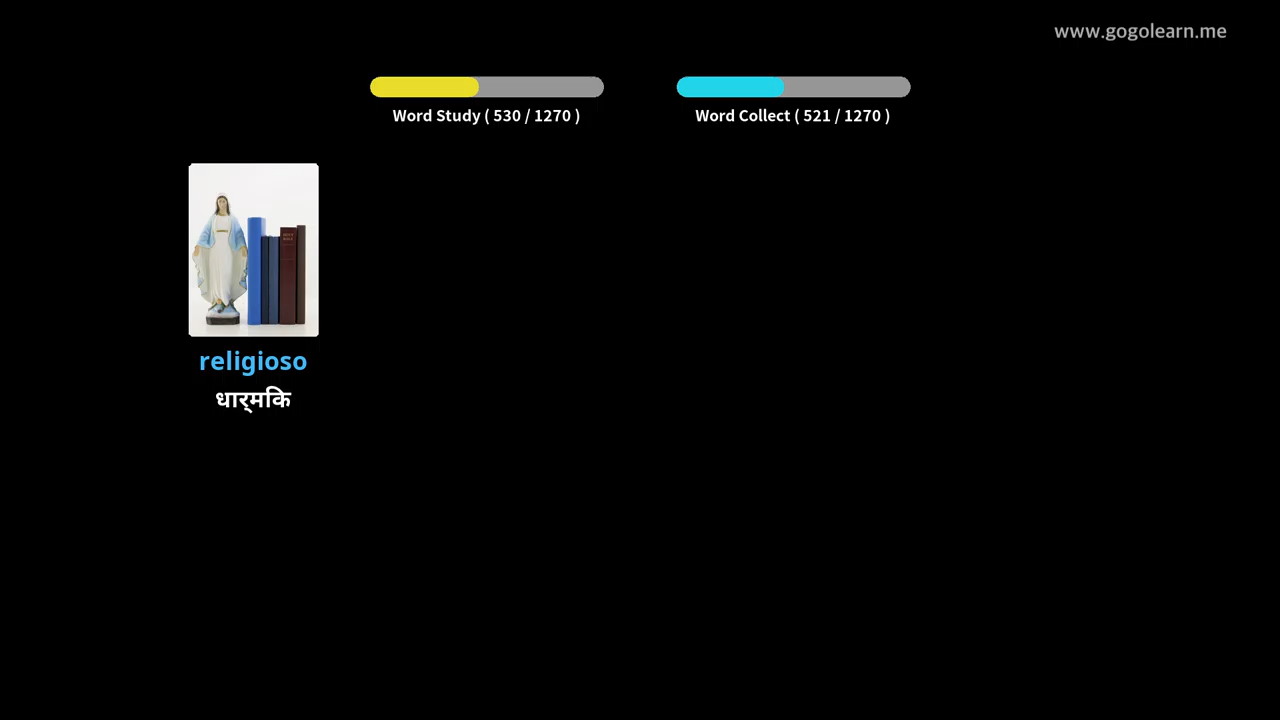 www.gogolearn.me
Word Study ( 530 / 1270 )
Word Collect ( 521 / 1270 )
religioso
धार्‌मकि